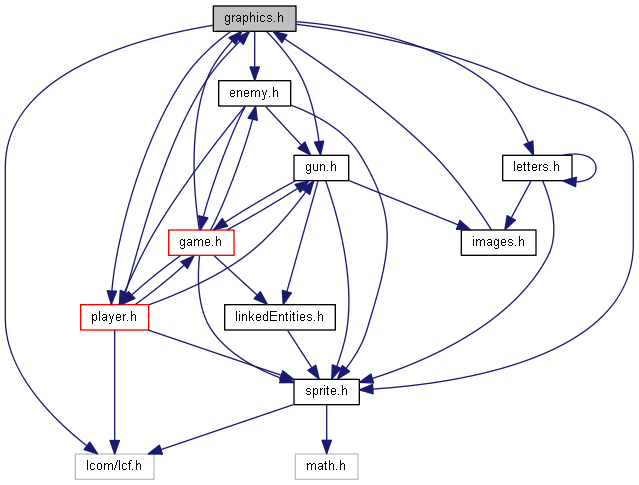 graphics.h
enemy.h
gun.h
letters.h
game.h
images.h
player.h
linkedEntities.h
sprite.h
lcom/lcf.h
math.h